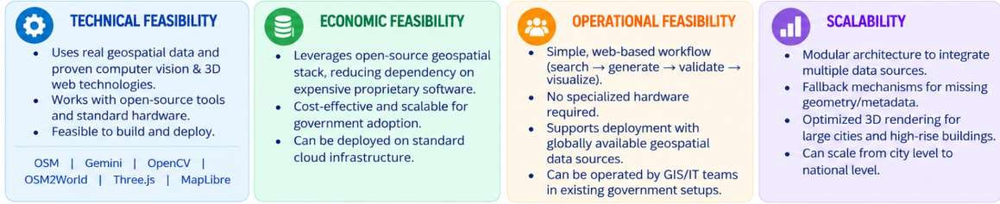 TECHNICAL FEASIBILITY
• Uses real geospatial data and
proven computer vision & 3D
web technologies.
• Works with open-source tools
and standard hardware.
• Feasible to build and deploy.
OSM | Gemini | OpenCV |
OSM2World | Three.js | MapLibre
ECONOMIC FEASIBILITY
• Leverages open-source geospatial
stack, reducing dependency on
expensive proprietary software.
• Cost-effective and scalable for
government adoption.
• Can be deployed on standard
cloud infrastructure.
OPERATIONAL FEASIBILITY
• Simple, web-based workflow
(search → generate → validate →
visualize).
• No specialized hardware
required.
• Supports deployment with
globally available geospatial
data sources.
• Can be operated by GIS/IT teams
in existing government setups.
SCALABILITY
• Modular architecture to integrate
multiple data sources.
• Fallback mechanisms for missing
geometry/metadata.
• Optimized 3D rendering for
large cities and high-rise buildings.
• Can scale from city level to
national level.